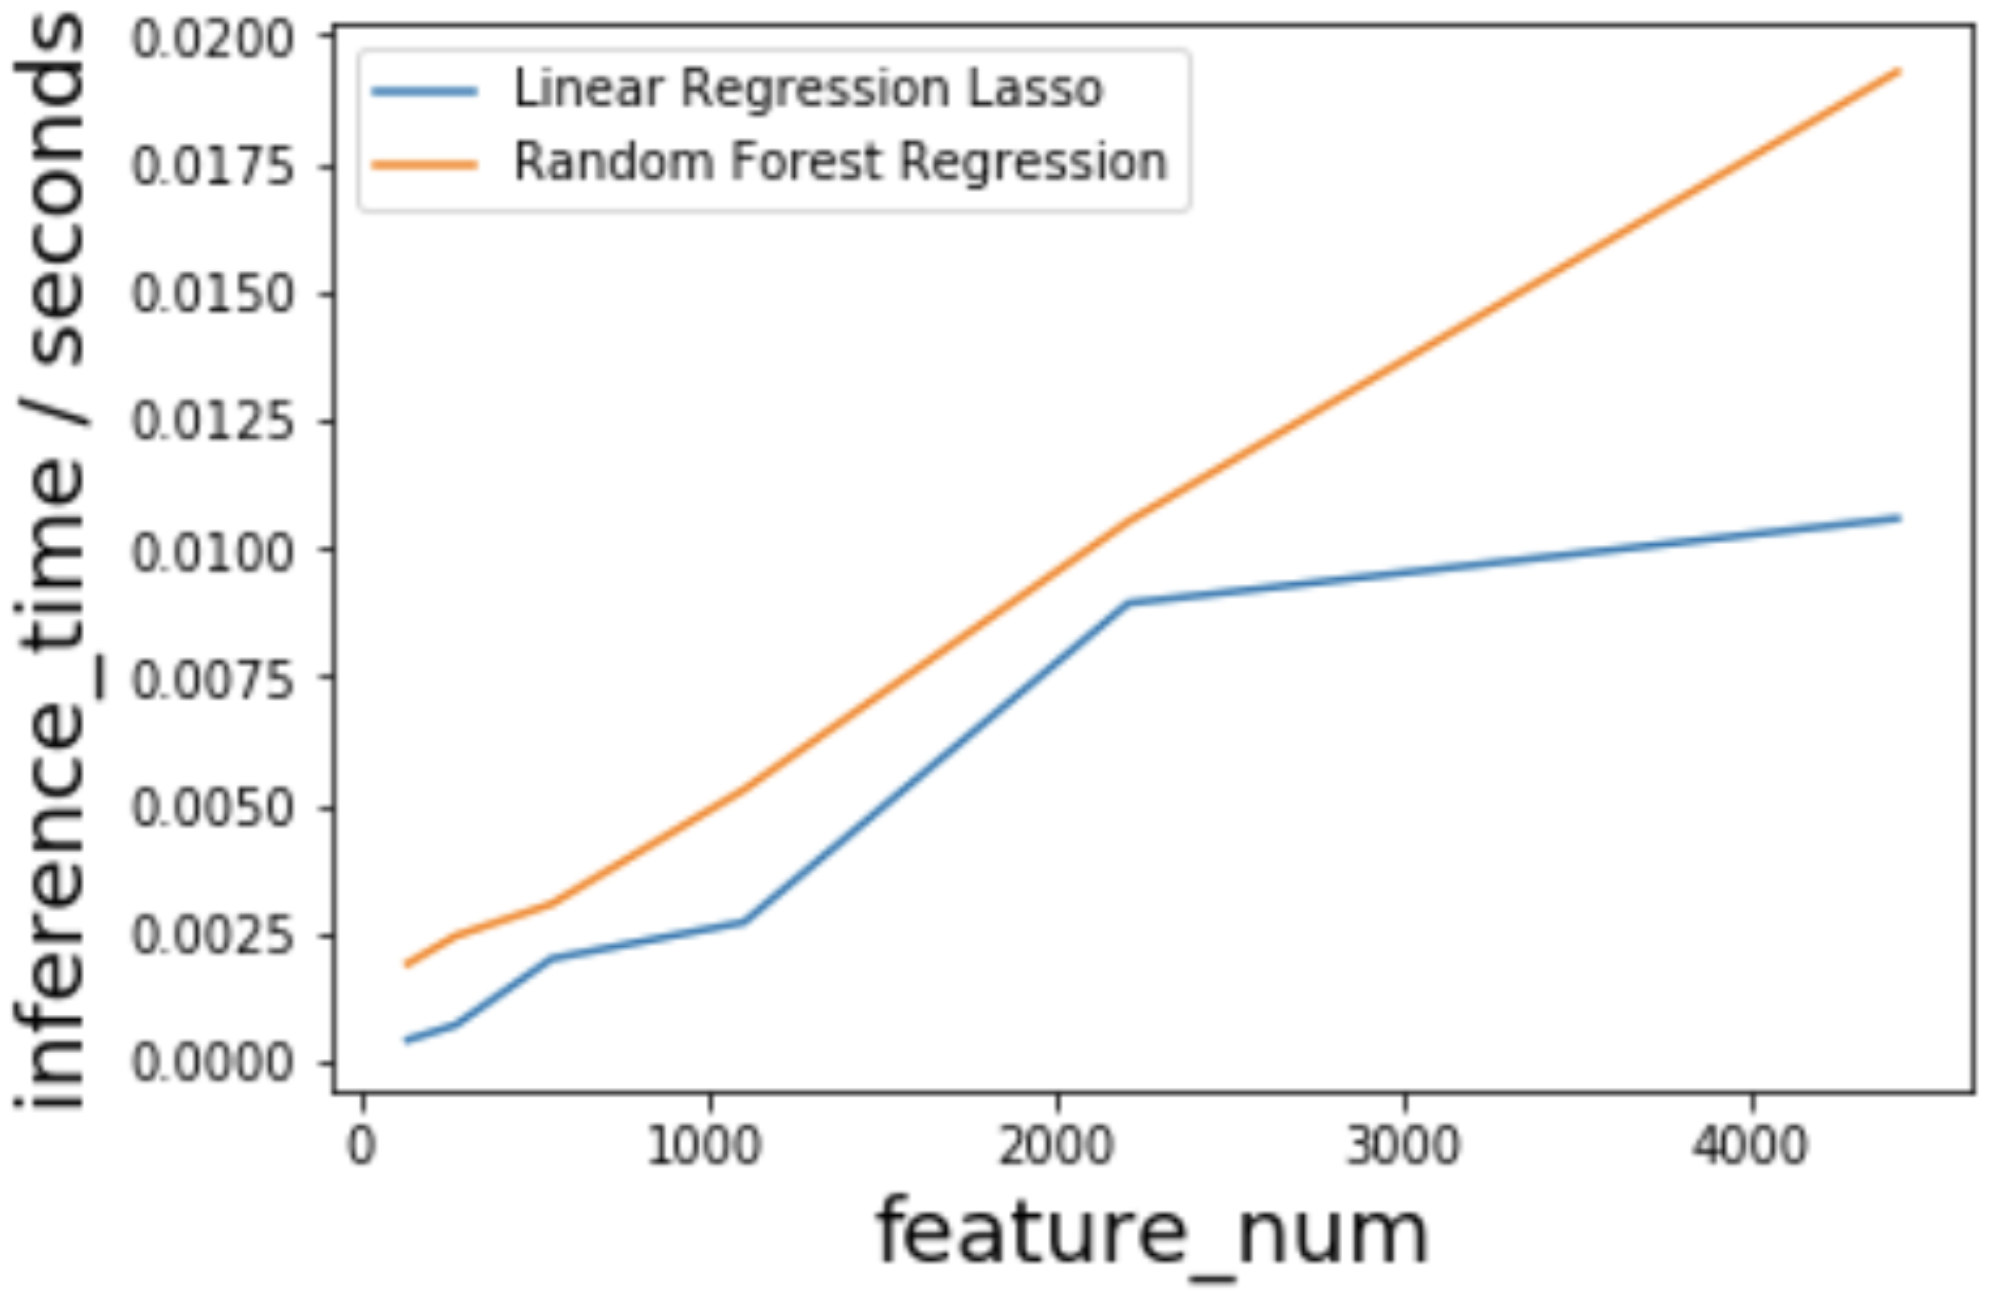 inference_time / seconds
0.0200
0.0175
0.0150
0.0125
0.0100
0.0075
0.0050
0.0025
0.0000
Linear Regression Lasso
Random Forest Regression
0 1000 2000 3000 4000
feature_num